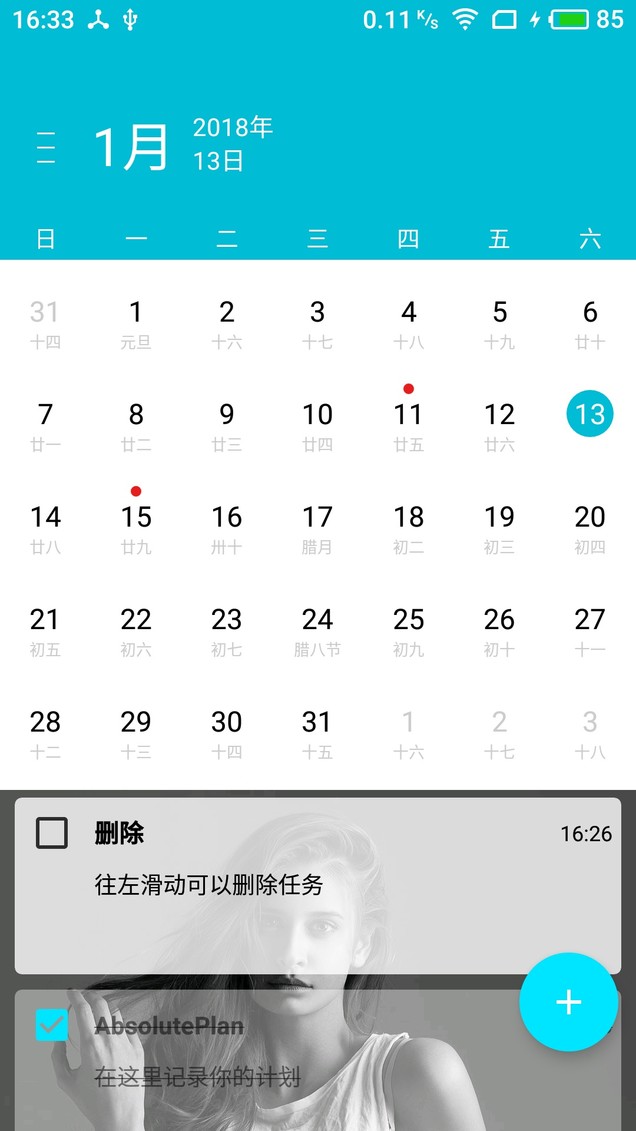 16:33 0.11 K/s 85
1月 2018年
13日
日 一 二 三 四 五 六
31 1 2 3 4 5 6
十四 元旦 十六 十七 十八 十九 廿十
7 8 9 10 11 12 13
廿一 廿二 廿三 廿四 廿五 廿六
14 15 16 17 18 19 20
廿八 廿九 卅十 腊月 初二 初三 初四
21 22 23 24 25 26 27
初五 初六 初七 腊八节 初九 初十 十一
28 29 30 31 1 2 3
十二 十三 十四 十五 十六 十七 十八
删除 16:26
往左滑动可以删除任务
+
AbsolutePlan
在这里记录你的计划